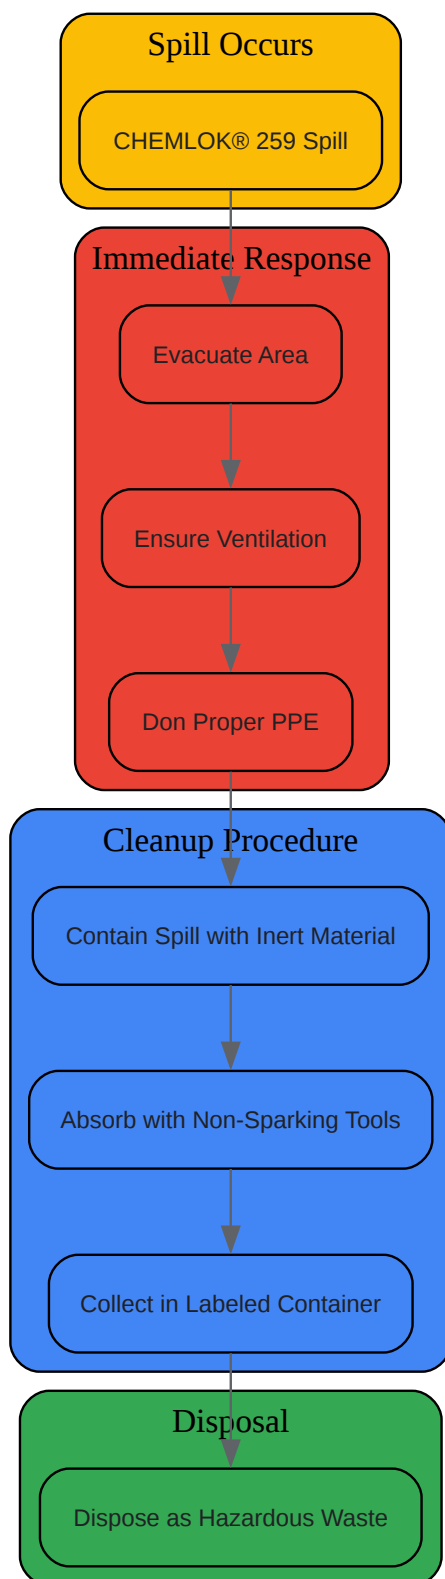 Spill Occurs
CHEMLOK® 259 Spill
Immediate Response
Evacuate Area
Ensure Ventilation
Don Proper PPE
Cleanup Procedure
Contain Spill with Inert Material
Absorb with Non-Sparking Tools
Collect in Labeled Container
Disposal
Dispose as Hazardous Waste